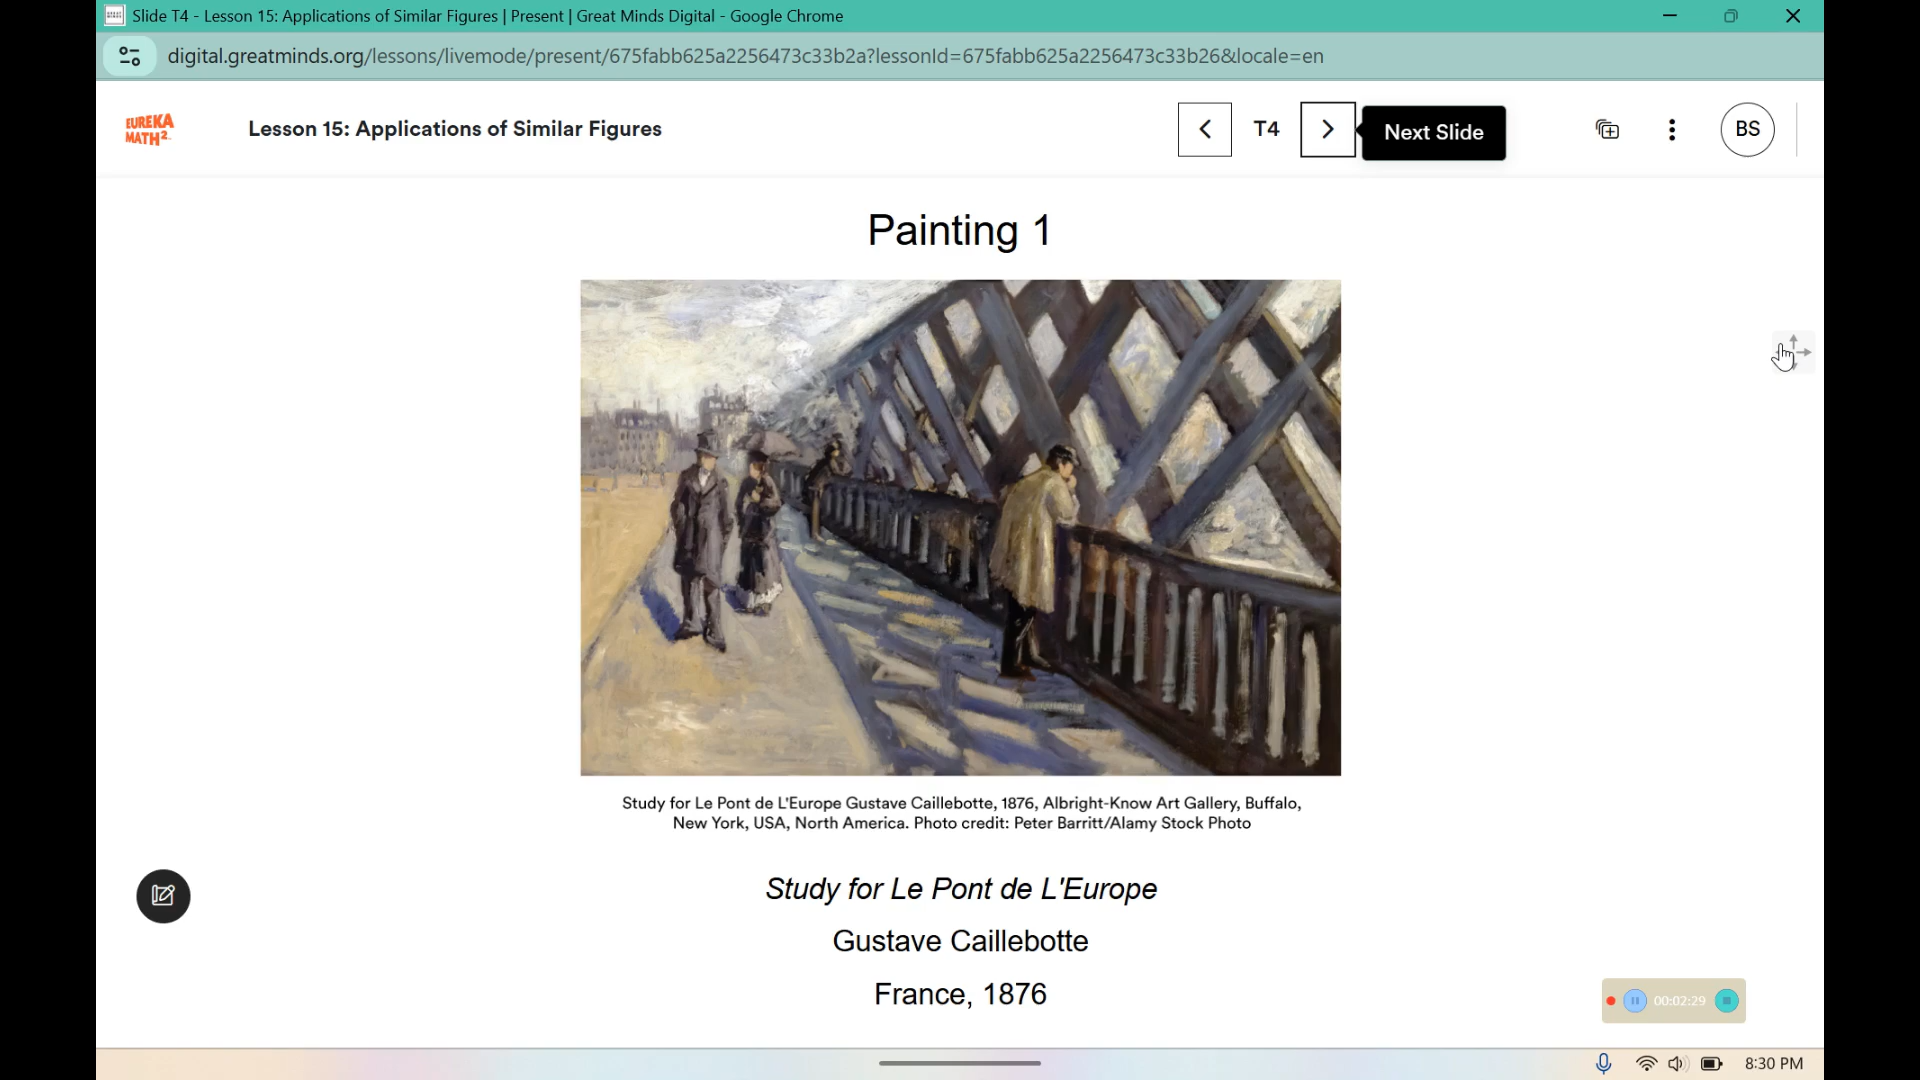 Slide T4 - Lesson 15: Applications of Similar Figures | Present | Great Minds Digital - Google Chrome
digital.greatminds.org/lessons/livemode/present/675fabb625a2256473c33b2a?lessonId=675fabb625a2256473c33b26&locale=en
EUREKA
MATH²
Lesson 15: Applications of Similar Figures
T4
Next Slide
BS
Painting 1
Study for Le Pont de L'Europe Gustave Caillebotte, 1876, Albright-Know Art Gallery, Buffalo,
New York, USA, North America. Photo credit: Peter Barritt/Alamy Stock Photo
Study for Le Pont de L'Europe
Gustave Caillebotte
France, 1876
00:02:29
8:30 PM